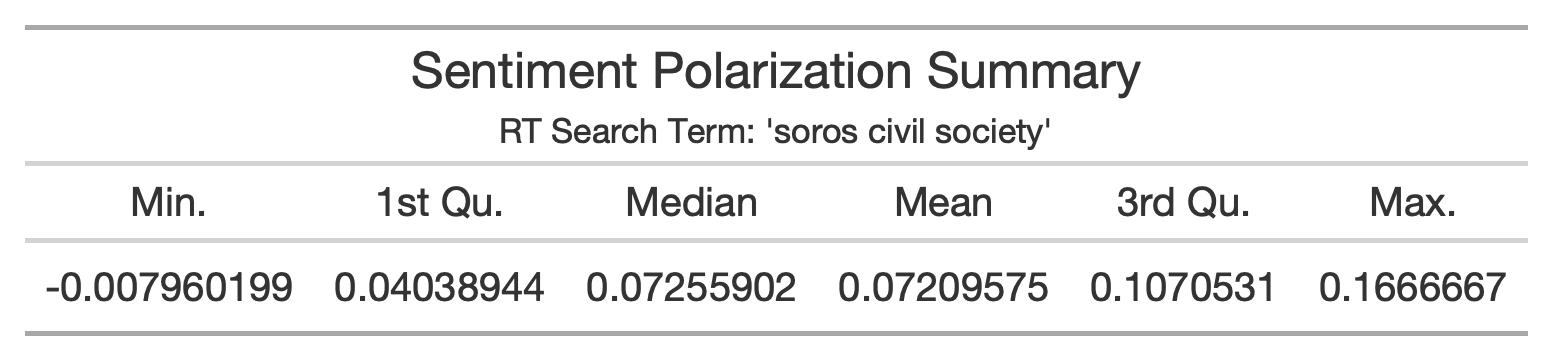 Sentiment Polarization Summary
RT Search Term: 'soros civil society'
Min. 1st Qu. Median Mean 3rd Qu. Max.
-0.007960199 0.04038944 0.07255902 0.07209575 0.1070531 0.1666667